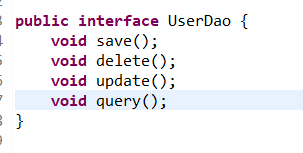 public interface UserDao {
void save();
void delete();
void update();
void query();
}